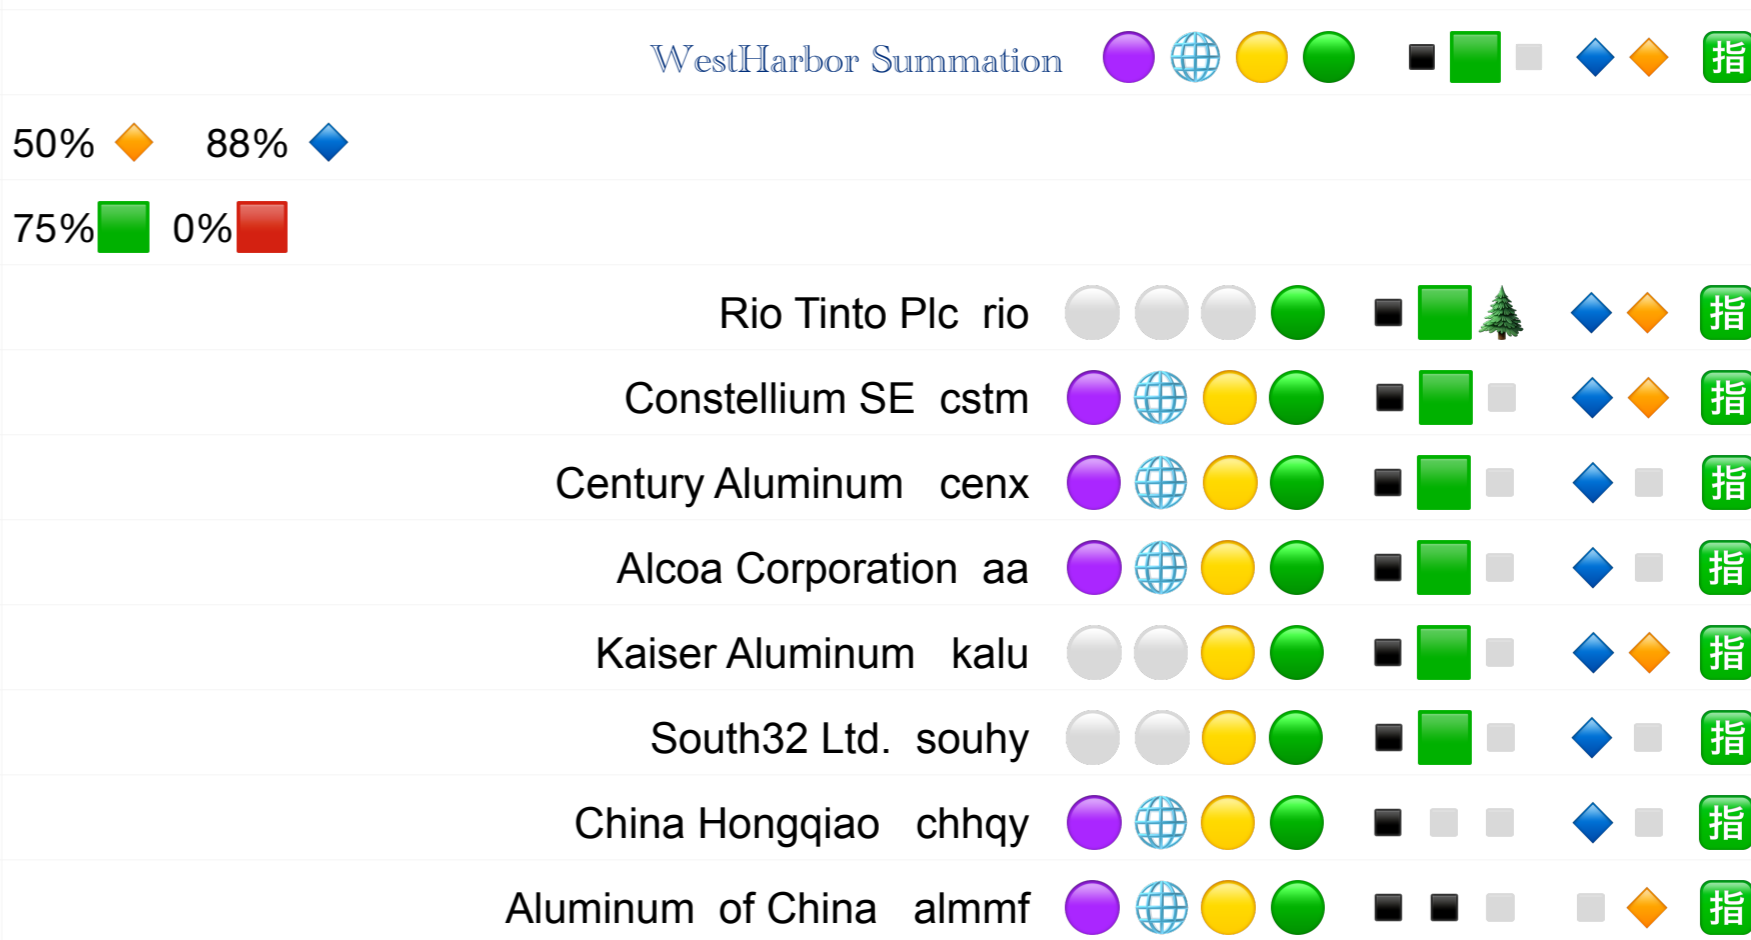 WestHarbor Summation 指
50% 88%
75% 0%
Rio Tinto Plc rio 指
Constellium SE cstm 指
Century Aluminum cenx 指
Alcoa Corporation aa 指
Kaiser Aluminum kalu 指
South32 Ltd. souhy 指
China Hongqiao chhqy 指
Aluminum of China almmf 指